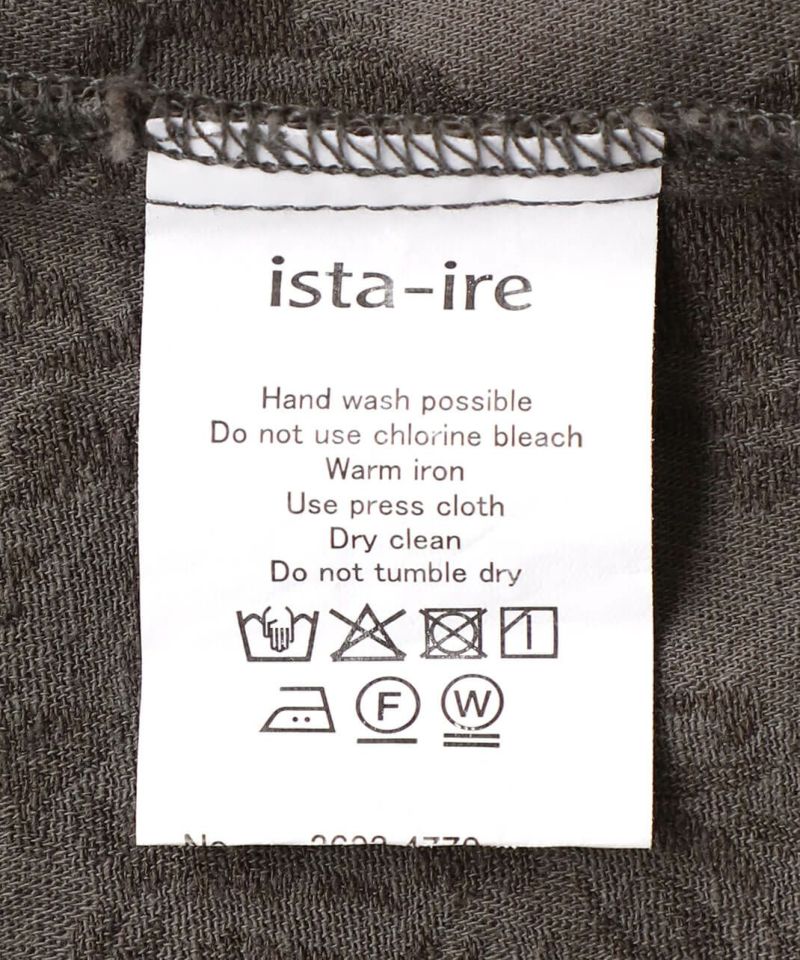 ista-ire
Hand wash possible
Do not use chlorine bleach
Warm iron
Use press cloth
Dry clean
Do not tumble dry
F W
No